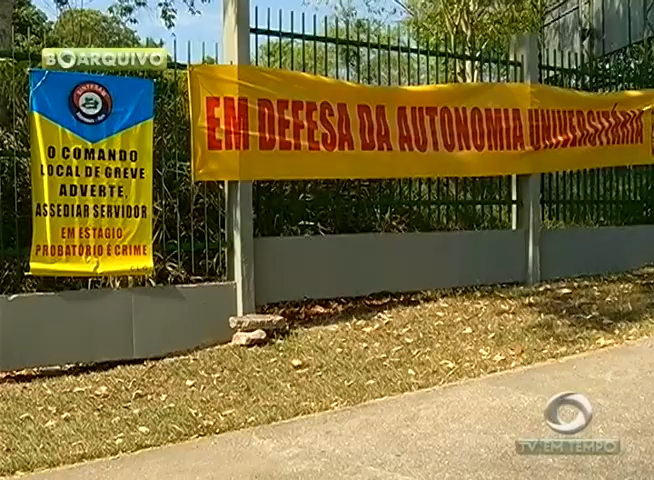 BOARQUIVO
EM DEFESA DA AUTONOMIA UNIVERSITÁRIA
O COMANDO
LOCAL DE GREVE
ADVERTE,
ASSEDIAR SERVIDOR
EM ESTÁGIO
PROBATÓRIO É CRIME
TV EM TEMPO